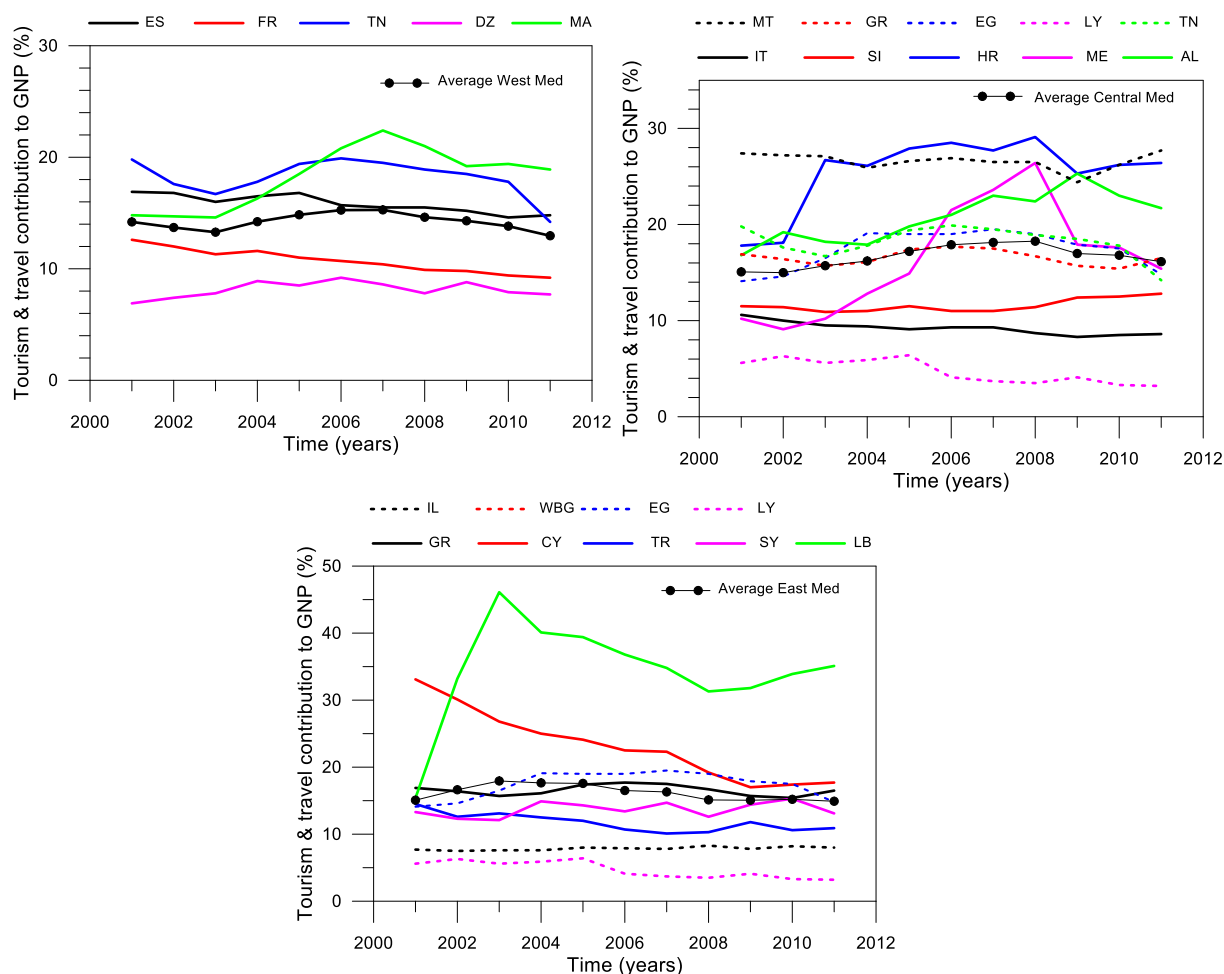 ES FR TN DZ MA
Tourism & travel contribution to GNP (%)
30
20
10
0
Average West Med
2000 2002 2004 2006 2008 2010 2012
Time (years)
MT GR EG LY TN
IT SI HR ME AL
Tourism & travel contribution to GNP (%)
30
20
10
0
Average Central Med
2000 2002 2004 2006 2008 2010 2012
Time (years)
IL WBG EG LY
GR CY TR SY LB
Tourism & travel contribution to GNP (%)
50
40
30
20
10
0
Average East Med
2000 2002 2004 2006 2008 2010 2012
Time (years)